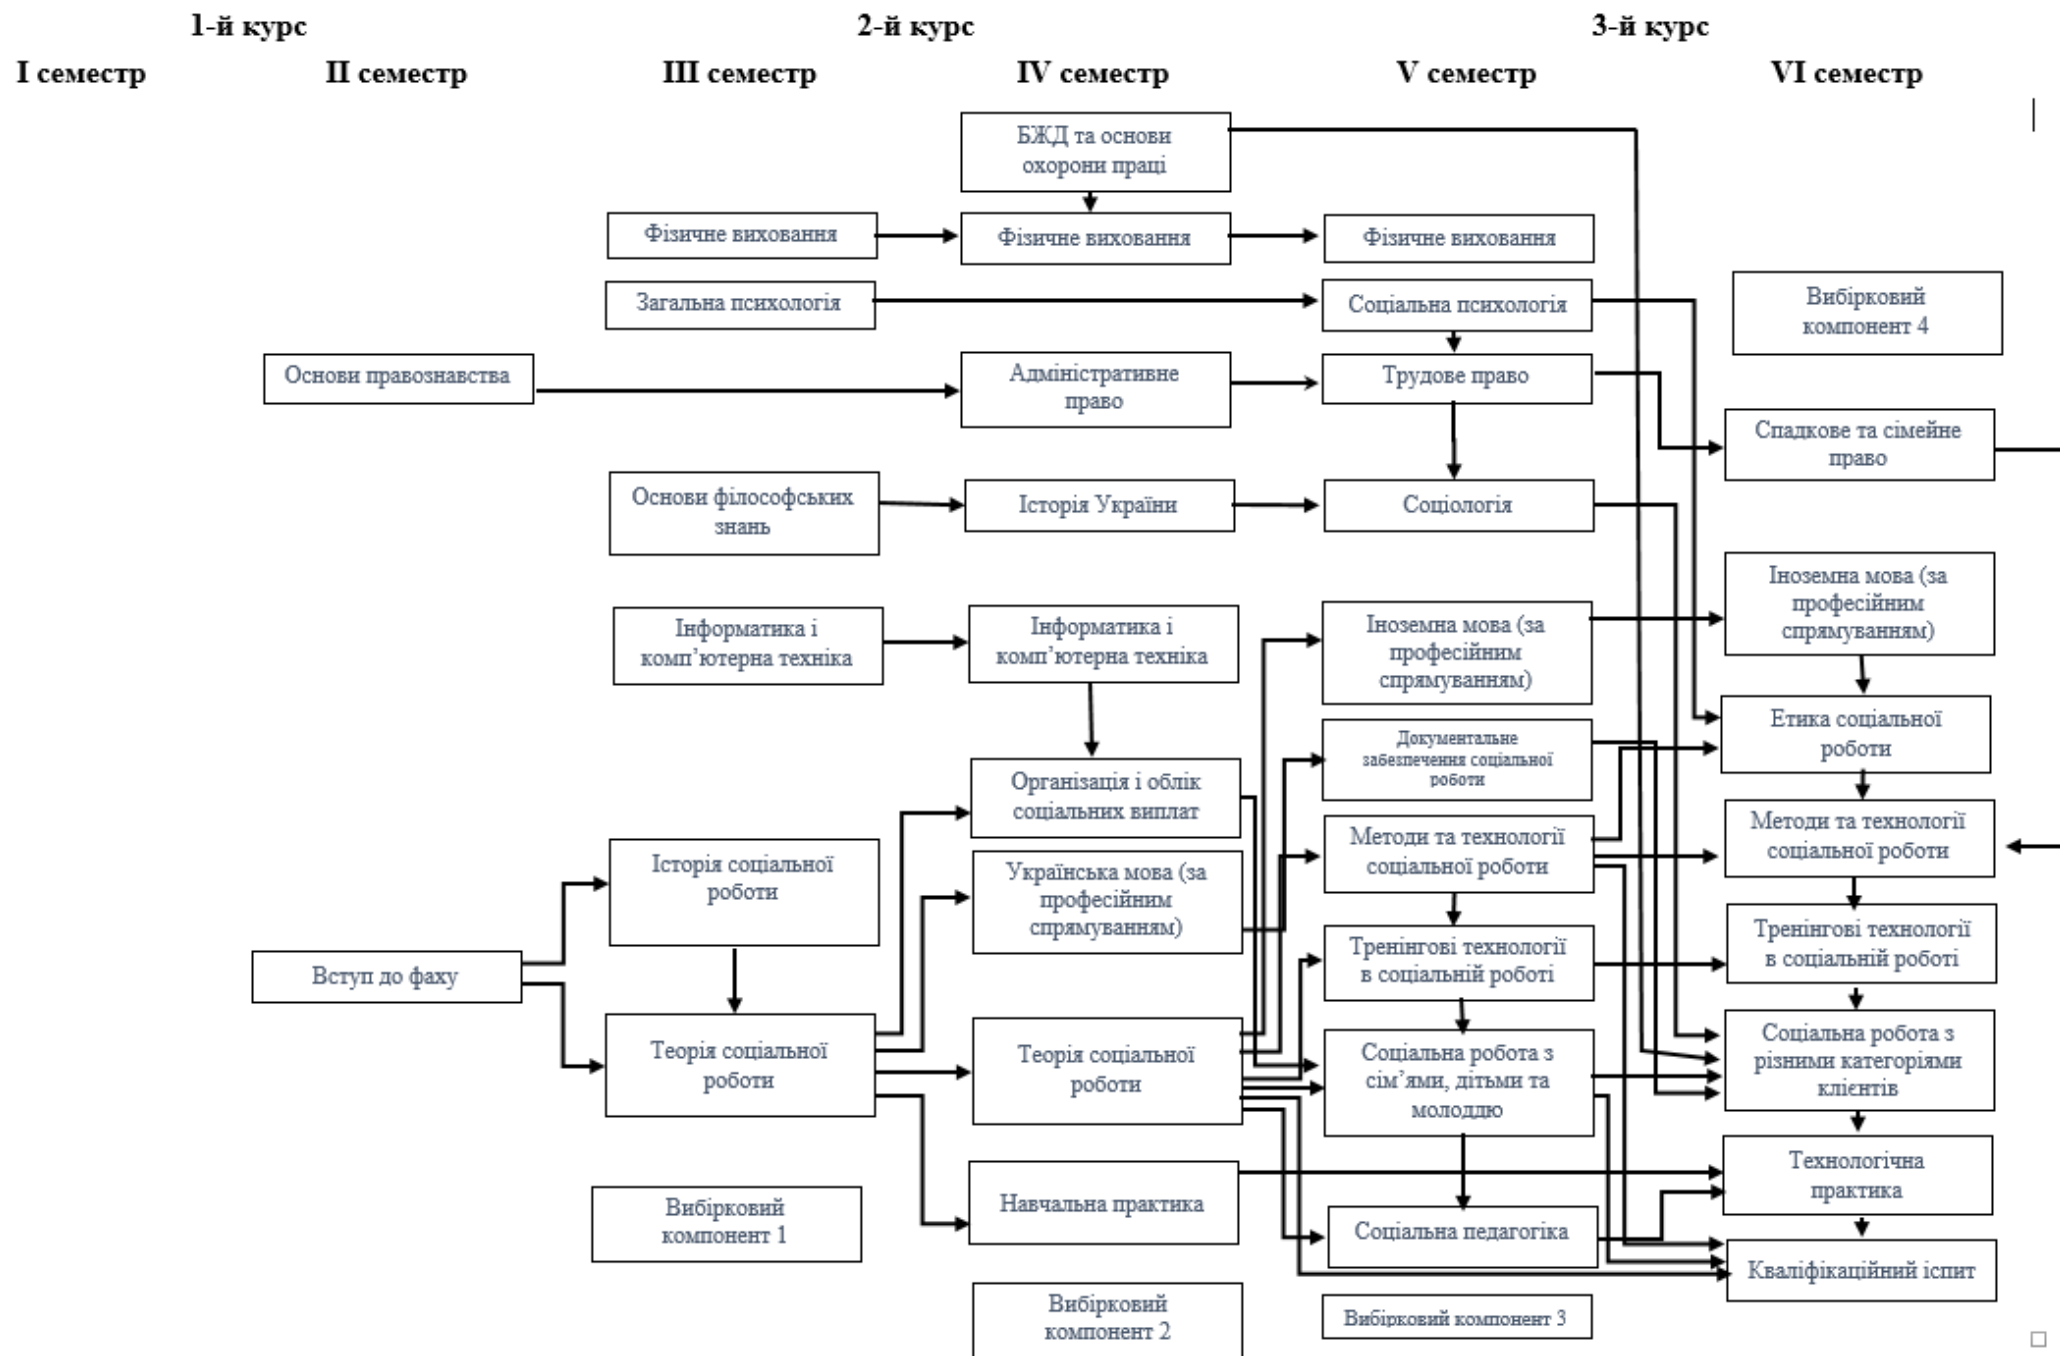 1-й курс
2-й курс
3-й курс
I семестр
II семестр
III семестр
IV семестр
V семестр
VI семестр
БЖД та основи
охорони праці
Фізичне виховання
Фізичне виховання
Фізичне виховання
Загальна психологія
Соціальна психологія
Вибірковий
компонент 4
Основи правознавства
Адміністративне
право
Трудове право
Спадкове та сімейне
право
Основи філософських
знань
Історія України
Соціологія
Інформатика і
комп’ютерна техніка
Інформатика і
комп’ютерна техніка
Іноземна мова (за
професійним
спрямуванням)
Іноземна мова (за
професійним
спрямуванням)
Документальне
забезпечення соціальної
роботи
Етика соціальної
роботи
Організація і облік
соціальних виплат
Методи та технології
соціальної роботи
Методи та технології
соціальної роботи
Історія соціальної
роботи
Українська мова (за
професійним
спрямуванням)
Тренінгові технології
в соціальній роботі
Тренінгові технології
в соціальній роботі
Вступ до фаху
Теорія соціальної
роботи
Теорія соціальної
роботи
Соціальна робота з
сім’ями, дітьми та
молоддю
Соціальна робота з
різними категоріями
клієнтів
Вибірковий
компонент 1
Навчальна практика
Соціальна педагогіка
Технологічна
практика
Кваліфікаційний іспит
Вибірковий
компонент 2
Вибірковий компонент 3